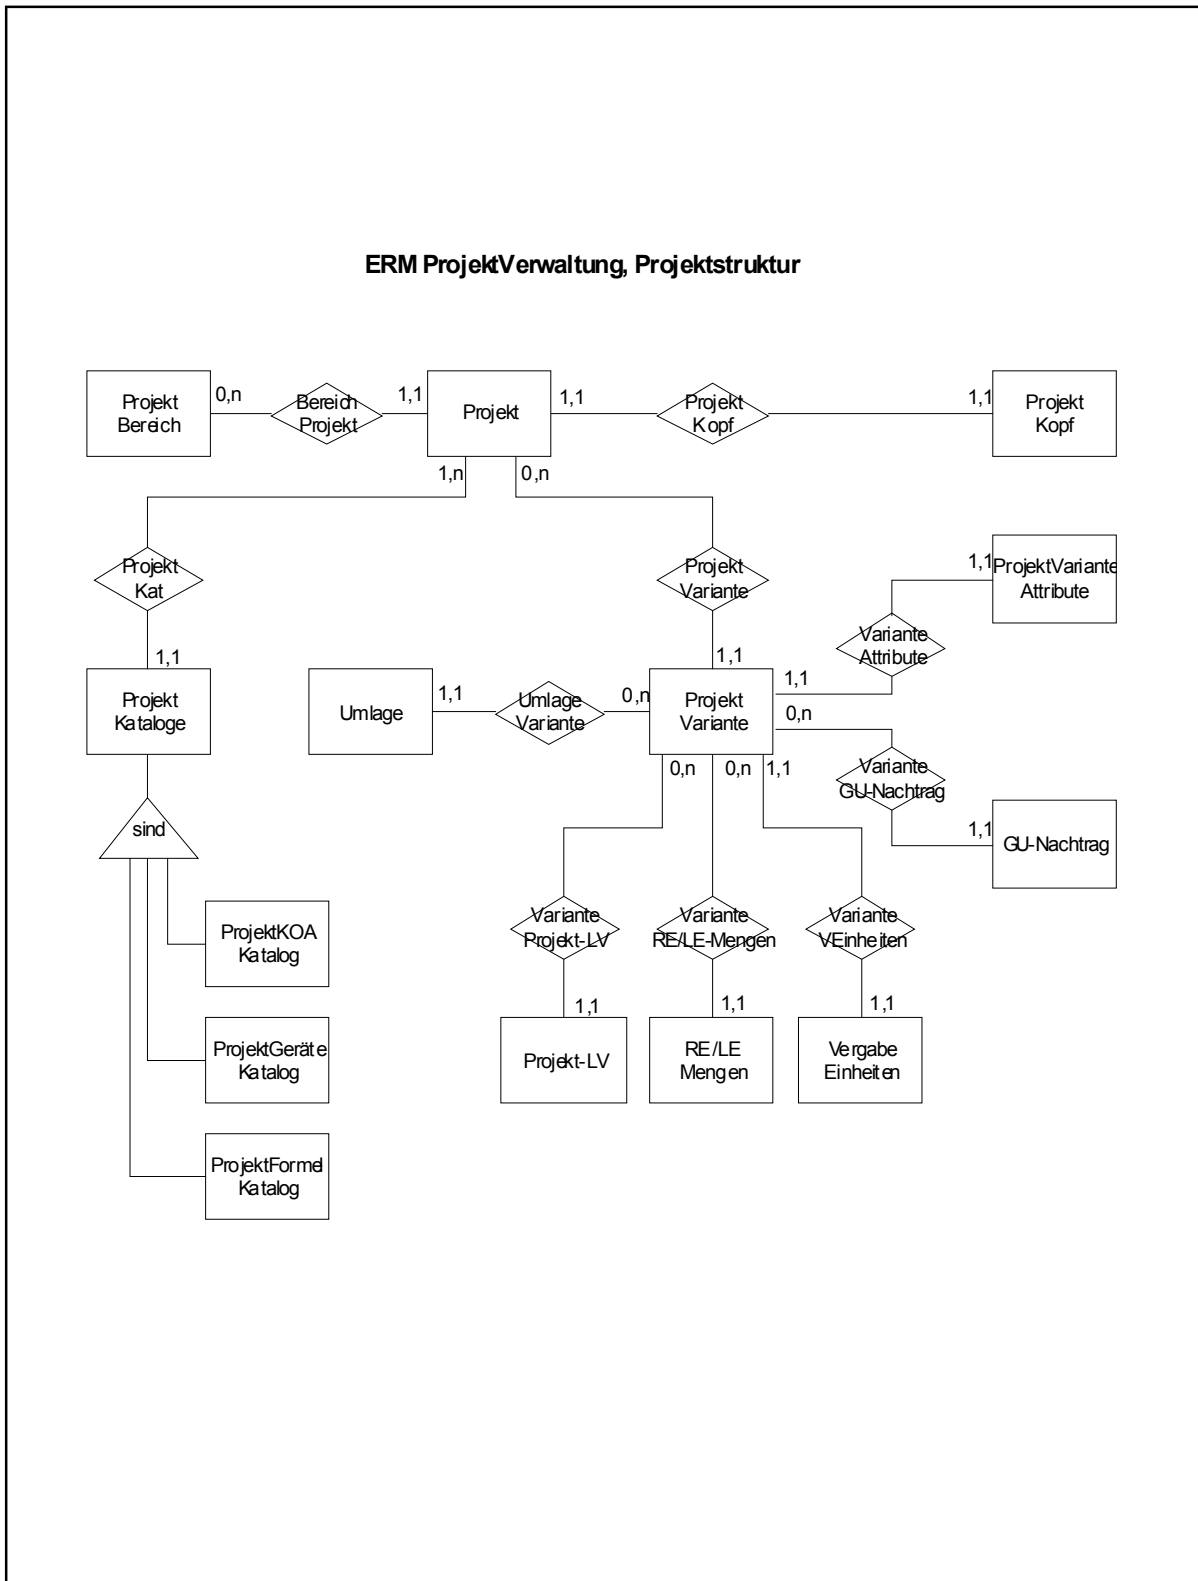 ERM ProjektVerwaltung, Projektstruktur
Projekt
Bereich
0,n
Bereich
Projekt
1,1
Projekt
1,1
Projekt
Kopf
1,1
Projekt
Kopf
1,n
0,n
Projekt
Kat
Projekt
Variante
1,1
ProjektVariante
Attribute
Variante
Attribute
1,1
1,1
Projekt
Kataloge
Umlage
1,1
Umlage
Variante
0,n
Projekt
Variante
1,1
0,n
0,n
0,n
1,1
Variante
GU-Nachtrag
1,1
GU-Nachtrag
sind
Variante
Projekt-LV
Variante
RE/LE-Mengen
Variante
VEinheiten
ProjektKOA
Katalog
1,1
1,1
1,1
Projekt-LV
RE/LE
Mengen
Vergabe
Einheiten
ProjektGeräte
Katalog
ProjektFormel
Katalog